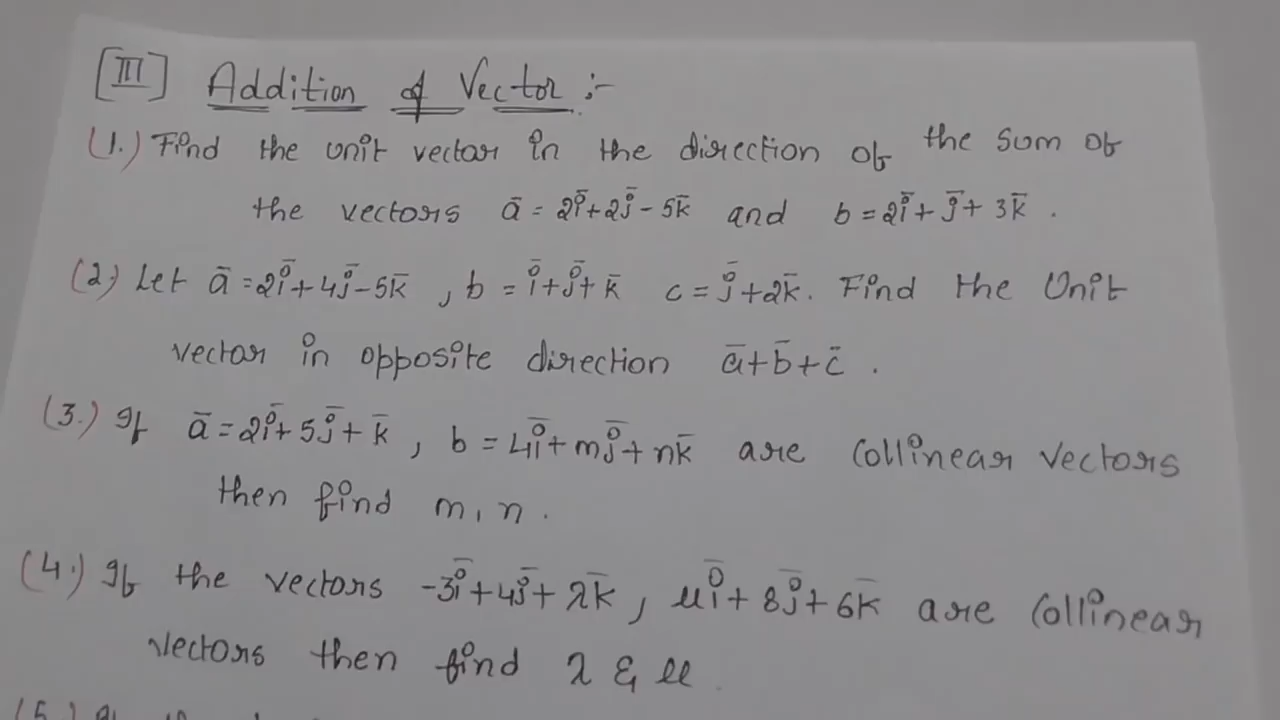 [III] Addition of Vector :-
(1.) Find the unit vector in the direction of the sum of
the vectors ā = 2ī + 2j̄ - 5k̄ and b = 2ī + j̄ + 3k̄ .
(2.) Let ā = 2ī + 4j̄ - 5k̄ , b = ī + j̄ + k̄ c = j̄ + 2k̄ . Find the Unit
vector in opposite direction ā + b̄ + c̄ .
(3.) If ā = 2ī + 5j̄ + k̄ , b = 4ī + mj̄ + nk̄ are collinear vectors
then find m, n .
(4.) If the vectors -3ī + 4j̄ + λk̄ , μī + 8j̄ + 6k̄ are collinear
vectors then find λ & μ .
(5.)